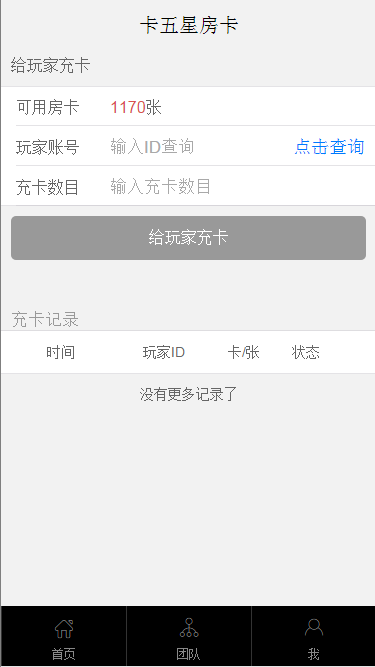 卡五星房卡
给玩家充卡
可用房卡 1170张
玩家账号 输入ID查询 点击查询
充卡数目 输入充卡数目
给玩家充卡
充卡记录
时间 玩家ID 卡/张 状态
没有更多记录了
首页 团队 我